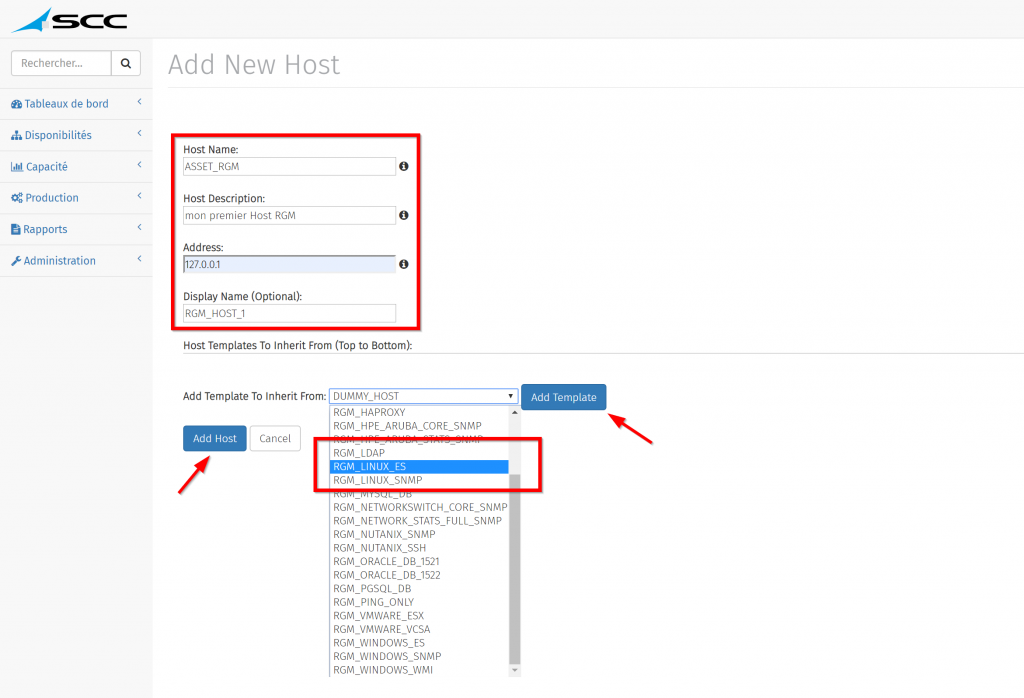 SCC
Rechercher...
Add New Host
Tableaux de bord
Disponibilités
Capacité
Production
Rapports
Administration
Host Name:
ASSET_RGM
Host Description:
mon premier Host RGM
Address:
127.0.0.1
Display Name (Optional):
RGM_HOST_1
Host Templates To Inherit From (Top to Bottom):
Add Template To Inherit From: DUMMY_HOST Add Template
Add Host Cancel
RGM_HAPROXY
RGM_HPE_ARUBA_CORE_SNMP
RGM_HPE_ARUBA_STATS_SNMP
RGM_LDAP
RGM_LINUX_ES
RGM_LINUX_SNMP
RGM_MYSQL_DB
RGM_NETWORKSWITCH_CORE_SNMP
RGM_NETWORK_STATS_FULL_SNMP
RGM_NUTANIX_SNMP
RGM_NUTANIX_SSH
RGM_ORACLE_DB_1521
RGM_ORACLE_DB_1522
RGM_PGSQL_DB
RGM_PING_ONLY
RGM_VMWARE_ESX
RGM_VMWARE_VCSA
RGM_WINDOWS_ES
RGM_WINDOWS_SNMP
RGM_WINDOWS_WMI